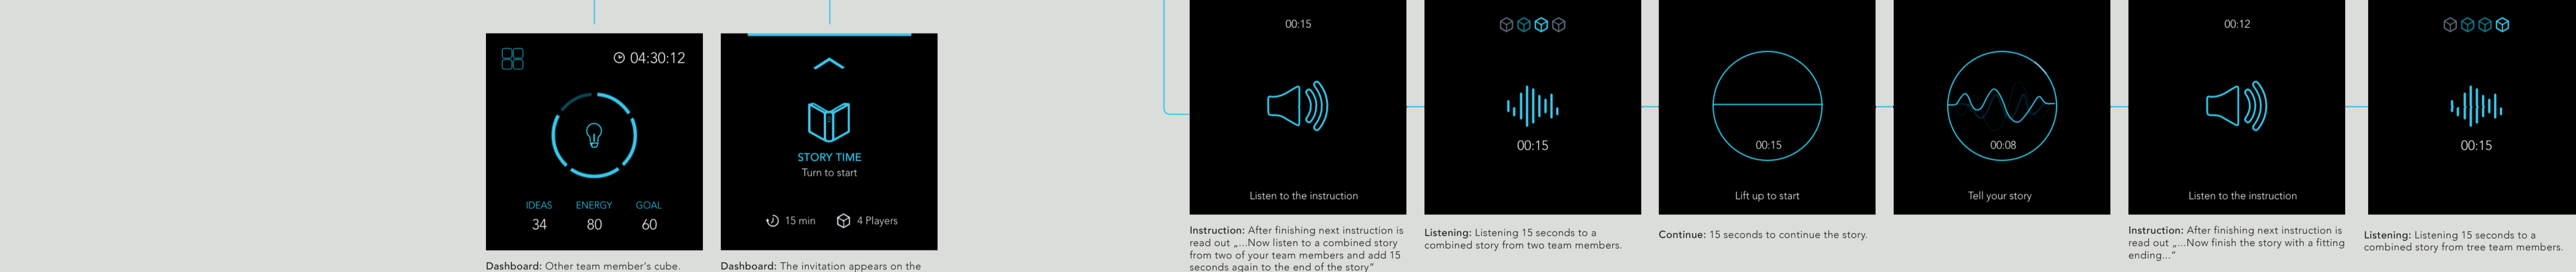 04:30:12
IDEAS ENERGY GOAL
34 80 60
Dashboard: Other team member's cube.
STORY TIME
Turn to start
15 min 4 Players
Dashboard: The invitation appears on the
00:15
Listen to the instruction
Instruction: After finishing next instruction is
read out „...Now listen to a combined story
from two of your team members and add 15
seconds again to the end of the story"
00:15
Listening: Listening 15 seconds to a
combined story from two team members.
00:15
Lift up to start
Continue: 15 seconds to continue the story.
00:08
Tell your story
00:12
Listen to the instruction
Instruction: After finishing next instruction is
read out „...Now finish the story with a fitting
ending..."
00:15
Listening: Listening 15 seconds to a
combined story from tree team members.